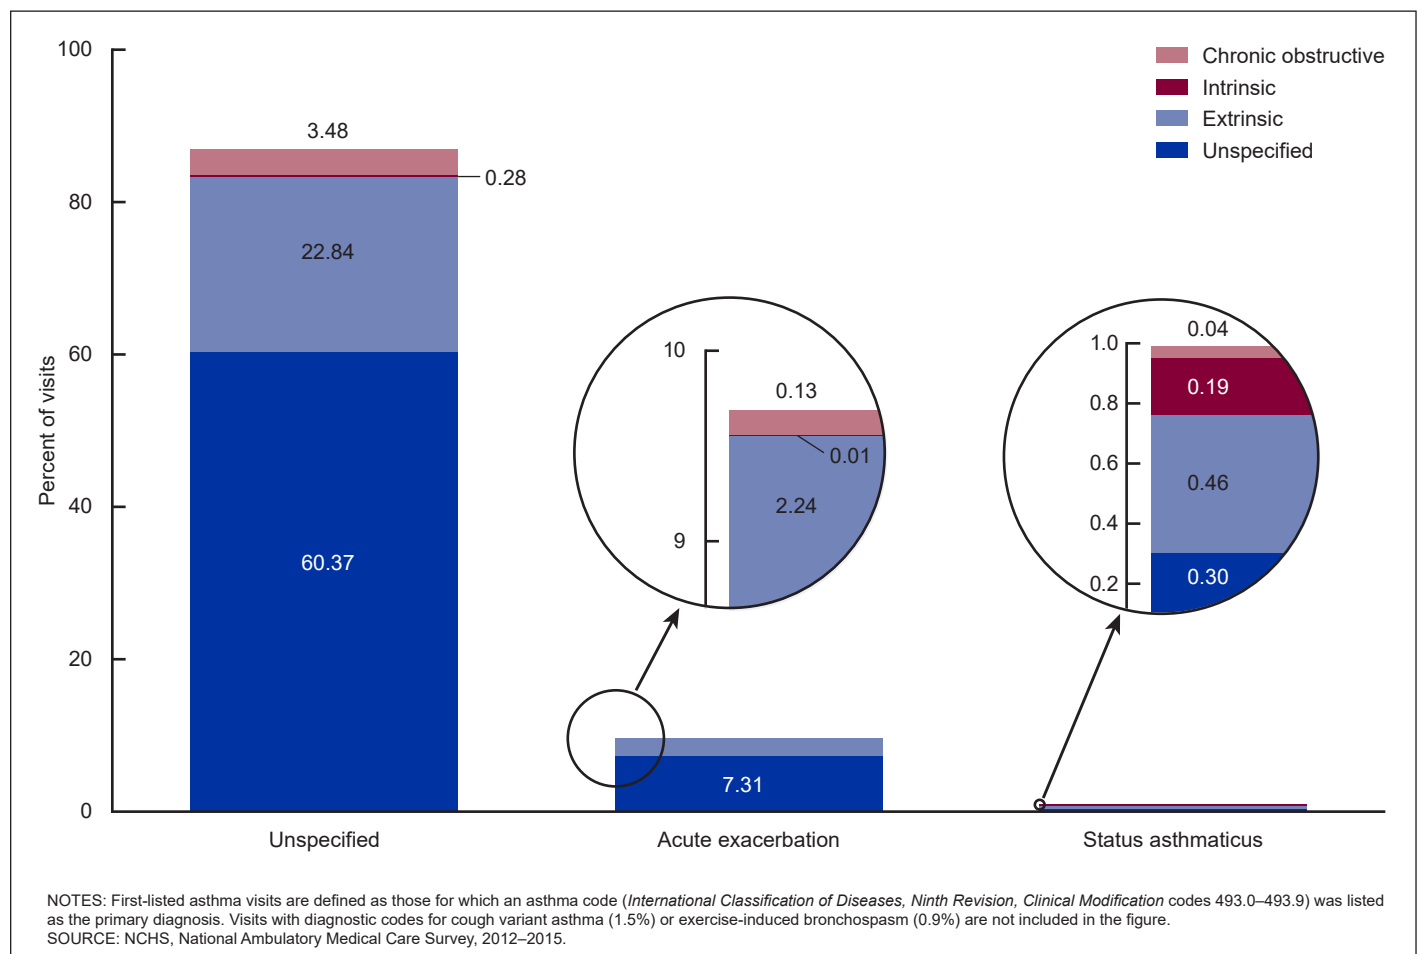 100
80
60
40
20
0
Percent of visits
Chronic obstructive
Intrinsic
Extrinsic
Unspecified
3.48
0.28
22.84
60.37
10
9
0.13
0.01
2.24
7.31
1.0
0.8
0.6
0.4
0.2
0.04
0.19
0.46
0.30
Unspecified
Acute exacerbation
Status asthmaticus
NOTES: First-listed asthma visits are defined as those for which an asthma code (International Classification of Diseases, Ninth Revision, Clinical Modification codes 493.0–493.9) was listed
as the primary diagnosis. Visits with diagnostic codes for cough variant asthma (1.5%) or exercise-induced bronchospasm (0.9%) are not included in the figure.
SOURCE: NCHS, National Ambulatory Medical Care Survey, 2012–2015.